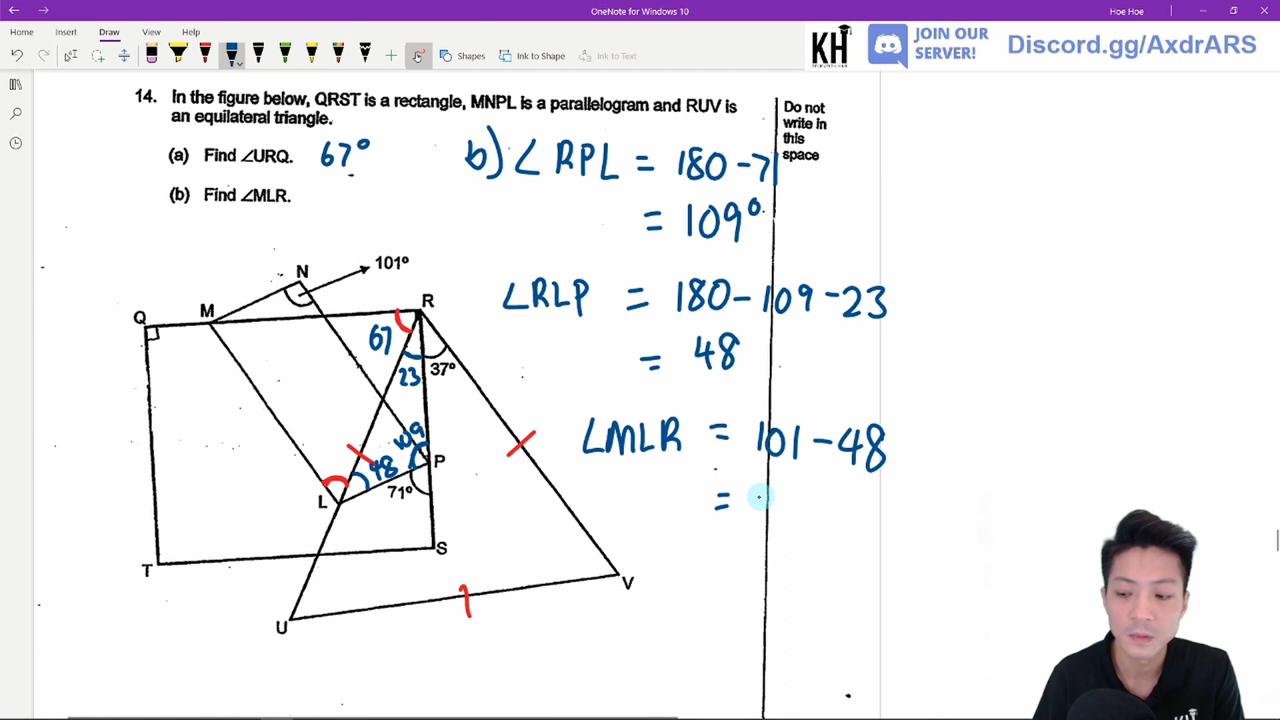 OneNote for Windows 10
Hoe Hoe
Home Insert Draw View Help
Shapes Ink to Shape Ink to Text
KH
JOIN OUR
SERVER!
Discord.gg/AxdrARS
14. In the figure below, QRST is a rectangle, MNPL is a parallelogram and RUV is
an equilateral triangle.
Do not
write in
this
space
(a) Find ∠URQ. 67°
(b) Find ∠MLR.
b) ∠RPL = 180-71
= 109°
∠RLP = 180-109-23
= 48
∠MLR = 101-48
=
N
101°
Q
M
R
67
23
37°
109
48
P
L
71°
S
T
V
U